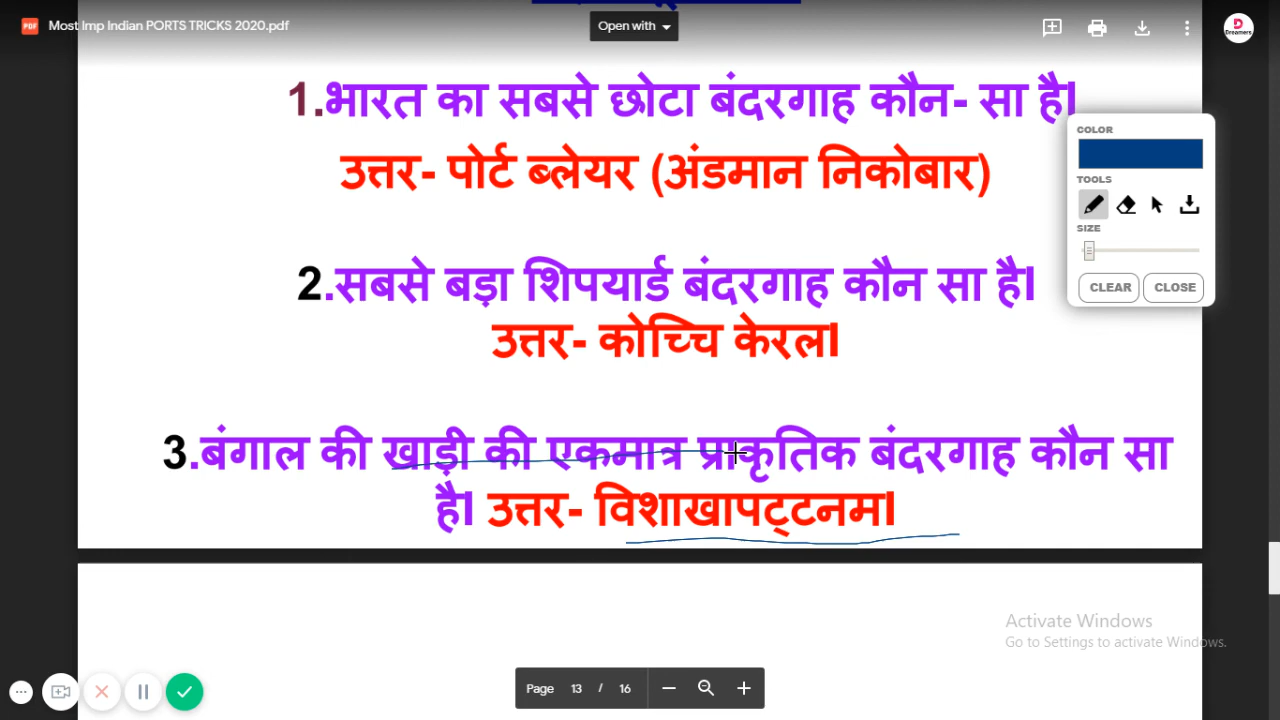 Most Imp Indian PORTS TRICKS 2020.pdf
Open with
Dreamers
1.भारत का सबसे छोटा बंदरगाह कौन- सा है।
उत्तर- पोर्ट ब्लेयर (अंडमान निकोबार)
2.सबसे बड़ा शिपयार्ड बंदरगाह कौन सा है।
उत्तर- कोच्चि केरल।
3.बंगाल की खाड़ी की एकमात्र प्राकृतिक बंदरगाह कौन सा
है। उत्तर- विशाखापट्टनम।
COLOR
TOOLS
SIZE
CLEAR CLOSE
Activate Windows
Go to Settings to activate Windows.
Page 13 / 16